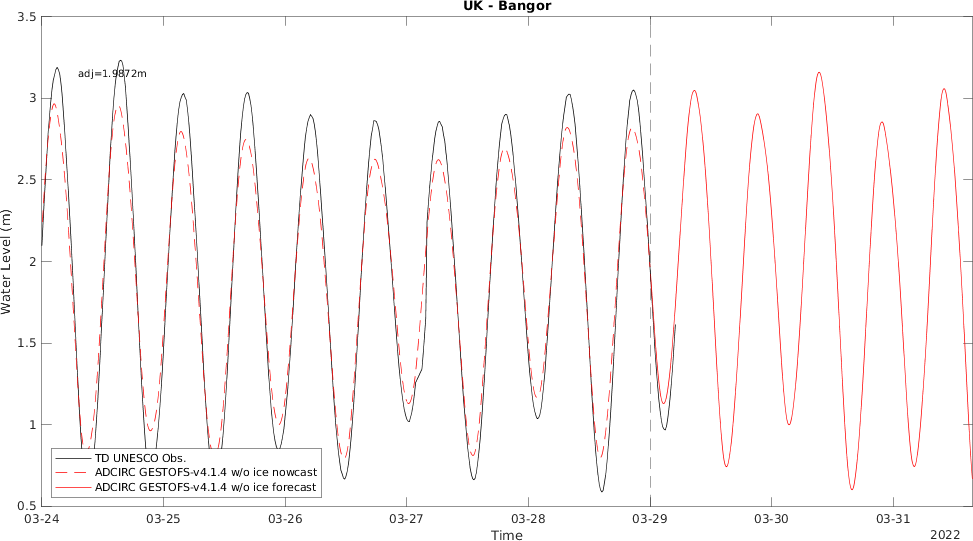 UK - Bangor
3.5
adj=1.9872m
3
2.5
2
1.5
1
0.5
Water Level (m)
TD UNESCO Obs.
ADCIRC GESTOFS-v4.1.4 w/o ice nowcast
ADCIRC GESTOFS-v4.1.4 w/o ice forecast
03-24 03-25 03-26 03-27 03-28 03-29 03-30 03-31
Time
2022